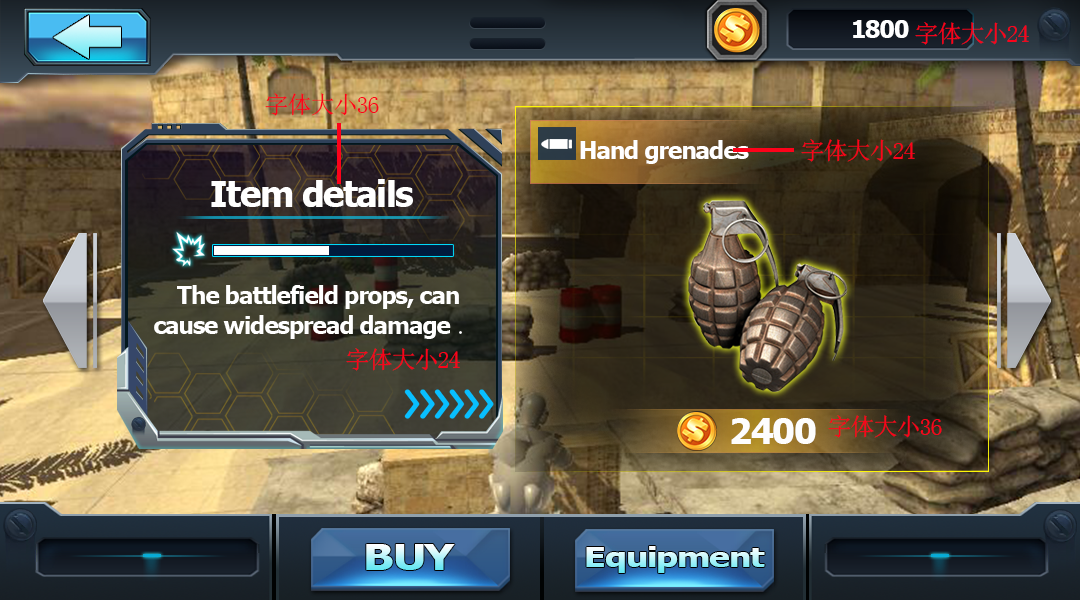 1800 字体大小24
字体大小36
Hand grenades 字体大小24
Item details
The battlefield props, can
cause widespread damage .
字体大小24
2400 字体大小36
BUY
Equipment